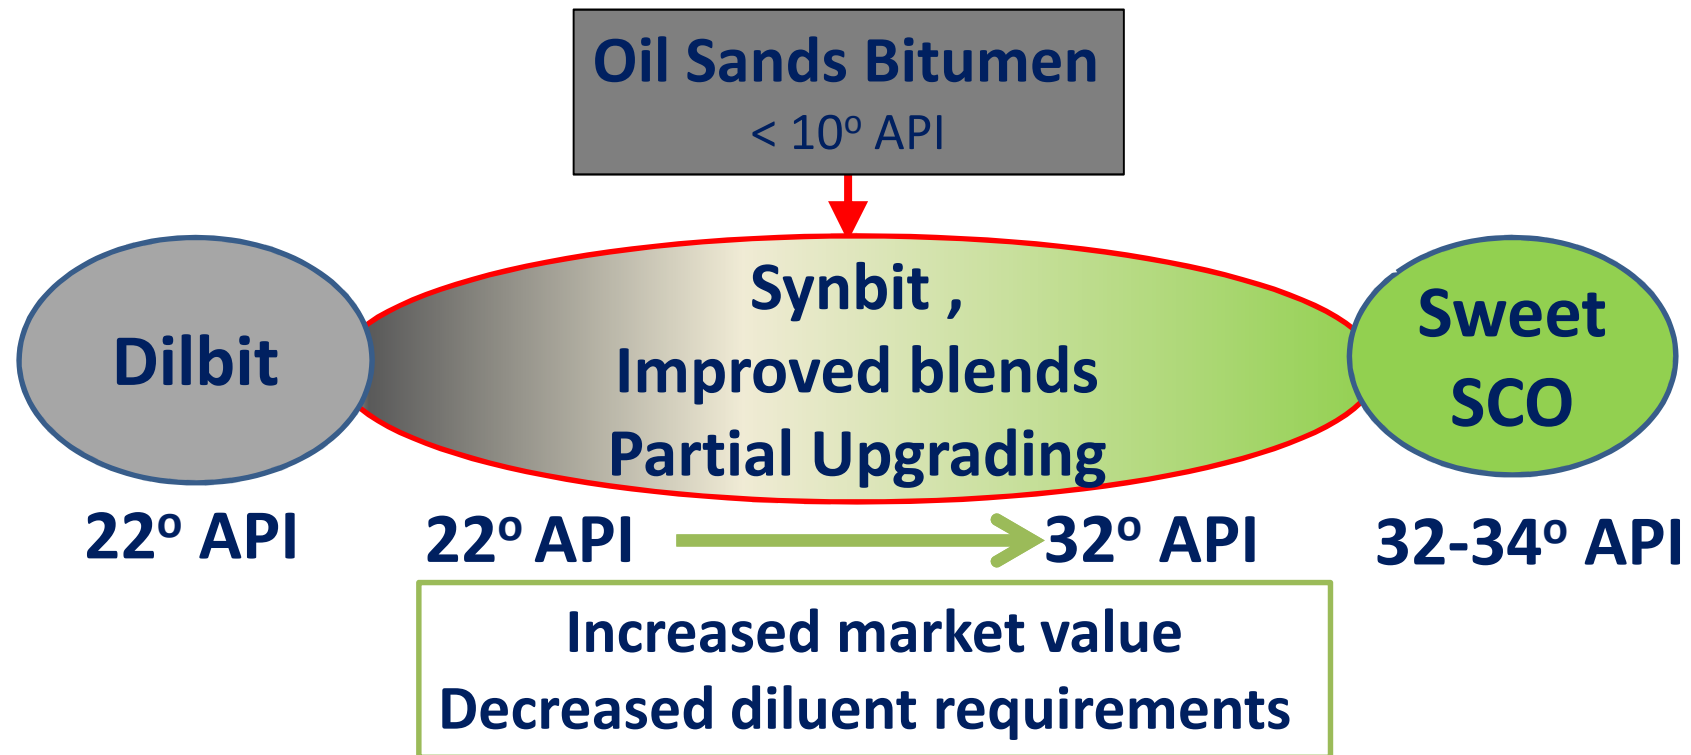 Oil Sands Bitumen
< 10º API
Dilbit
Synbit ,
Improved blends
Partial Upgrading
Sweet
SCO
22º API
22º API
32º API
32-34º API
Increased market value
Decreased diluent requirements